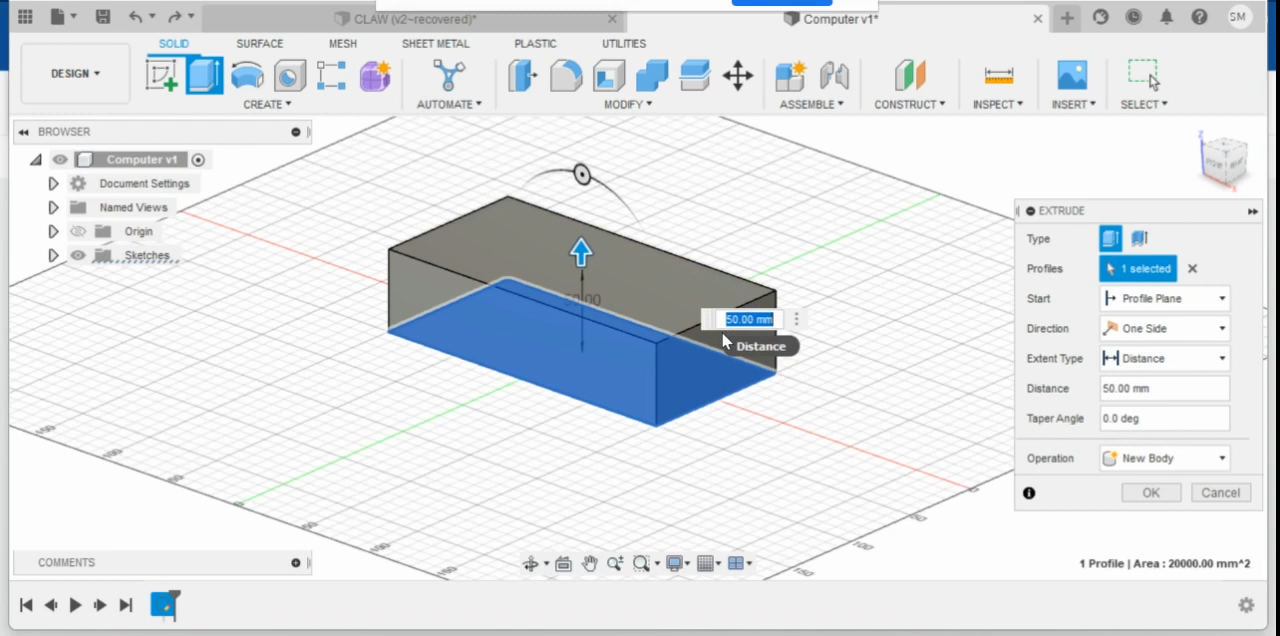 CLAW (v2~recovered)*
Computer v1*
SM
DESIGN
SOLID
SURFACE
MESH
SHEET METAL
PLASTIC
UTILITIES
CREATE
AUTOMATE
MODIFY
ASSEMBLE
CONSTRUCT
INSPECT
INSERT
SELECT
BROWSER
Computer v1
Document Settings
Named Views
Origin
Sketches
50.00 mm
Distance
EXTRUDE
Type
Profiles 1 selected
Start Profile Plane
Direction One Side
Extent Type Distance
Distance 50.00 mm
Taper Angle 0.0 deg
Operation New Body
OK Cancel
COMMENTS
1 Profile | Area : 20000.00 mm^2